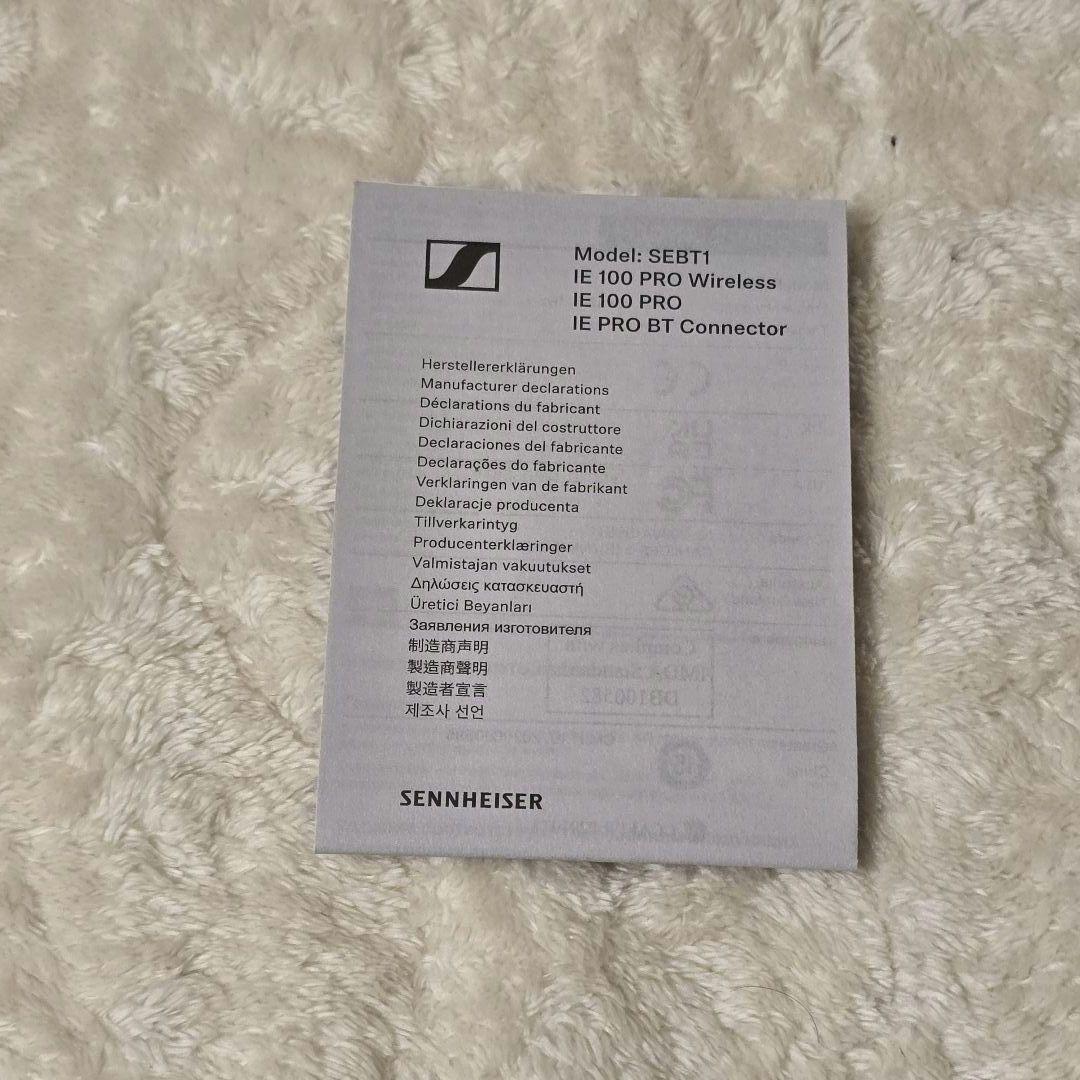 Model: SEBT1
IE 100 PRO Wireless
IE 100 PRO
IE PRO BT Connector
Herstellererklärungen
Manufacturer declarations
Déclarations du fabricant
Dichiarazioni del costruttore
Declaraciones del fabricante
Declarações do fabricante
Verklaringen van de fabrikant
Deklaracje producenta
Tillverkarintyg
Producenterklæringer
Valmistajan vakuutukset
Δηλώσεις κατασκευαστή
Üretici Beyanları
Заявления изготовителя
制造商声明
製造商聲明
製造者宣言
제조사 선언
SENNHEISER